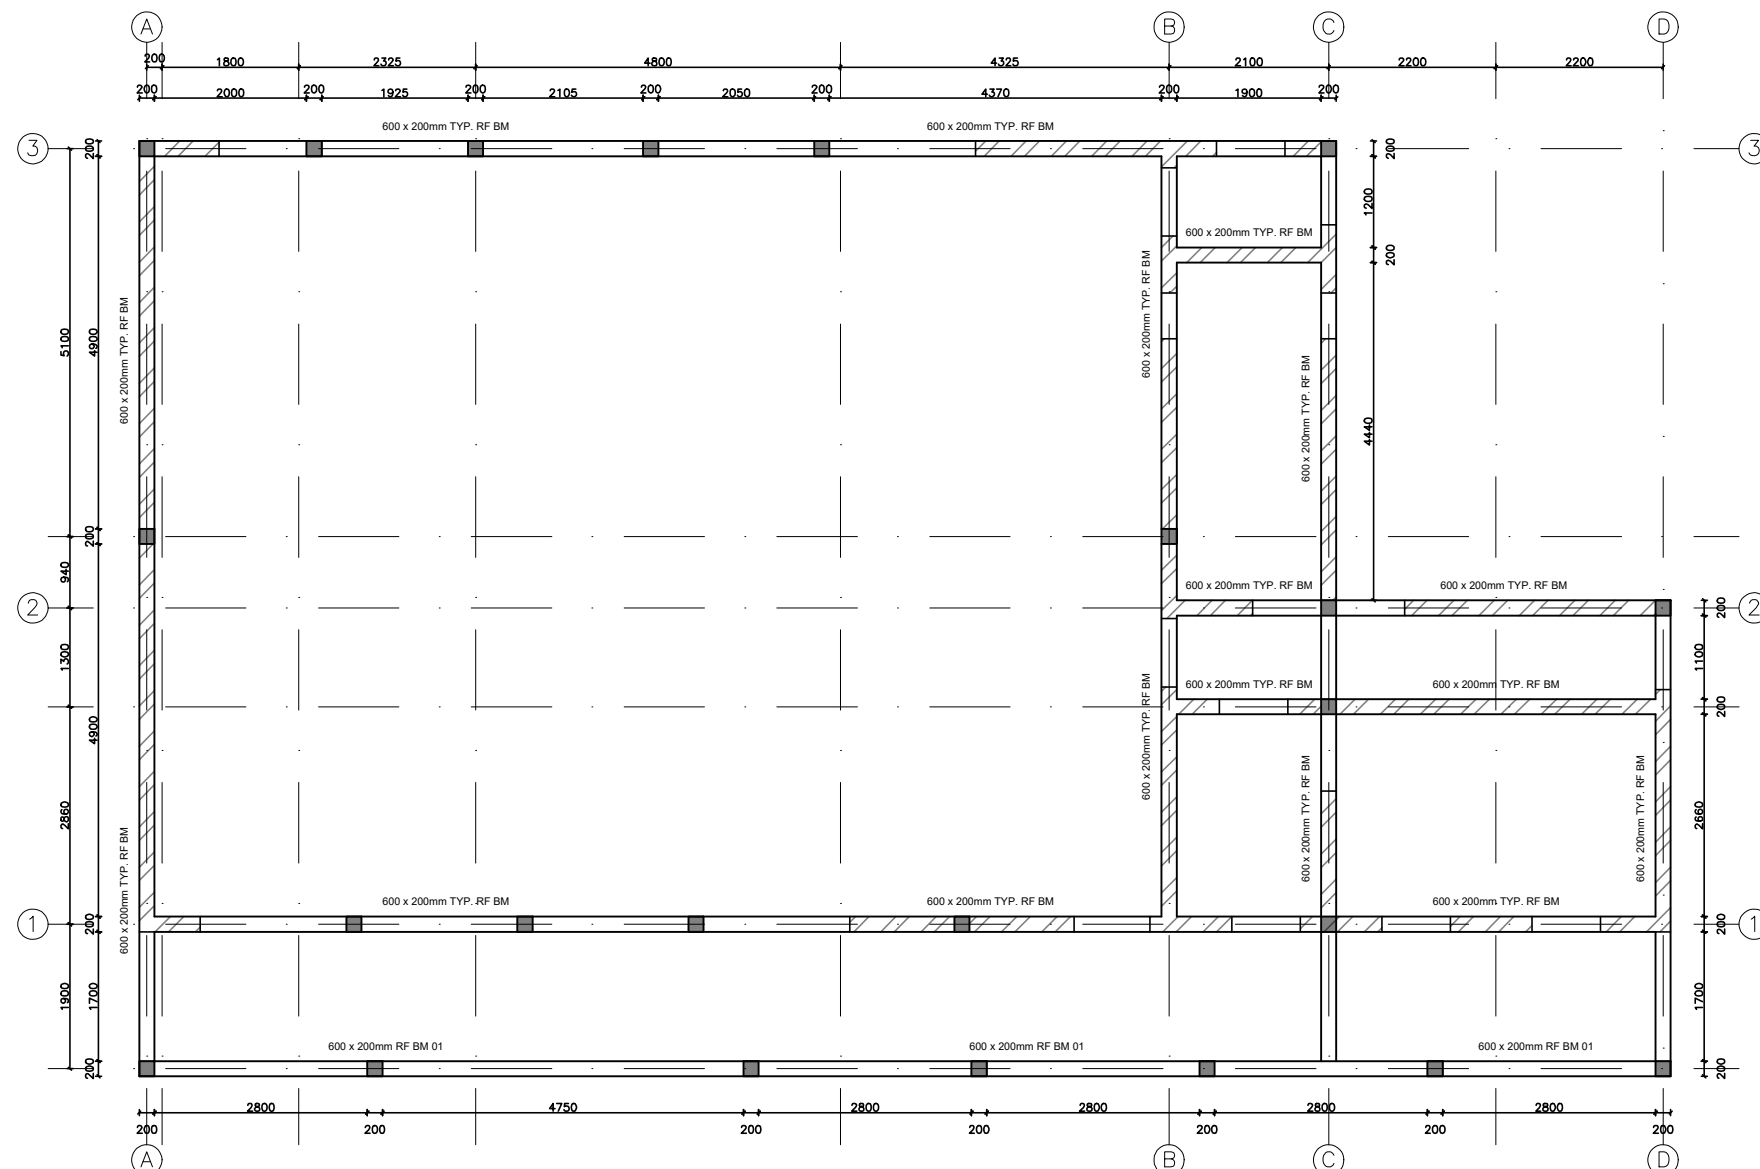 A B C D
200 1800 2325 4800 4325 2100 2200 2200
200 2000 200 1925 200 2105 200 2050 200 4370 200 1900 200
600 x 200mm TYP. RF BM 600 x 200mm TYP. RF BM
3 200 200 3
1200
600 x 200mm TYP. RF BM
200
600 x 200mm TYP. RF BM
600 x 200mm TYP. RF BM
5100 4900
600 x 200mm TYP. RF BM
4440
200
940
600 x 200mm TYP. RF BM 600 x 200mm TYP. RF BM
2 200 2
1300 1100
600 x 200mm TYP. RF BM 600 x 200mm TYP. RF BM
200
4900
600 x 200mm TYP. RF BM
600 x 200mm TYP. RF BM
600 x 200mm TYP. RF BM
2860 2660
600 x 200mm TYP. RF BM
600 x 200mm TYP. RF BM 600 x 200mm TYP. RF BM 600 x 200mm TYP. RF BM
1 200 200 1
1900 1700 1700
600 x 200mm RF BM 01 600 x 200mm RF BM 01 600 x 200mm RF BM 01
200 200
2800 4750 2800 2800 2800 2800
200 200 200 200 200 200 200
A B C D